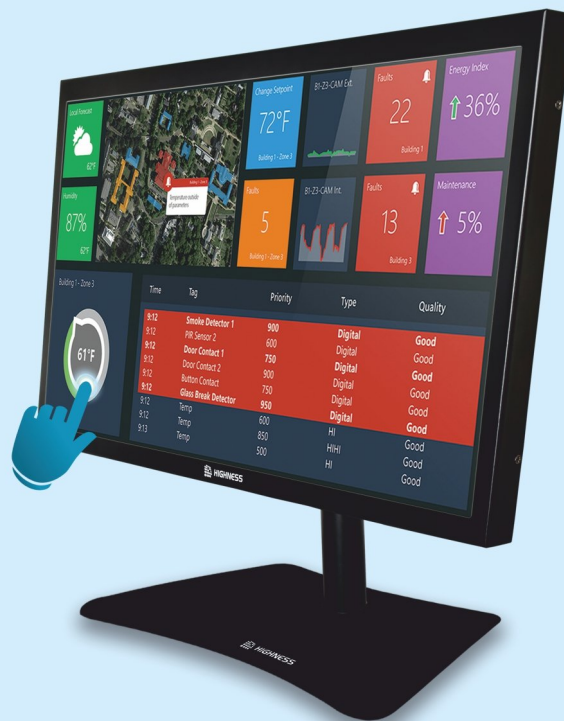 Local Forecast
62°F
Humidity
87%
62°F
Building 1 - Zone 3
Temperature outside
of parameters
Change Setpoint
72°F
Building 1 - Zone 3
B1-Z3-CAM Ext.
Faults
22
Building 1
Energy Index
36%
Faults
5
Building 1 - Zone 3
B1-Z3-CAM Int.
Faults
13
Building 3
Maintenance
5%
Building 1 - Zone 3
61°F
Time Tag Priority Type Quality
9:12 Smoke Detector 1 900 Digital Good
9:12 PIR Sensor 2 600 Digital Good
9:12 Door Contact 1 750 Digital Good
9:12 Door Contact 2 900 Digital Good
9:12 Button Contact 750 Digital Good
9:12 Glass Break Detector 950 Digital Good
9:12 Temp 600 HI Good
9:12 Temp 850 HIHI Good
9:13 Temp 500 HI Good
HIGHNESS
HIGHNESS